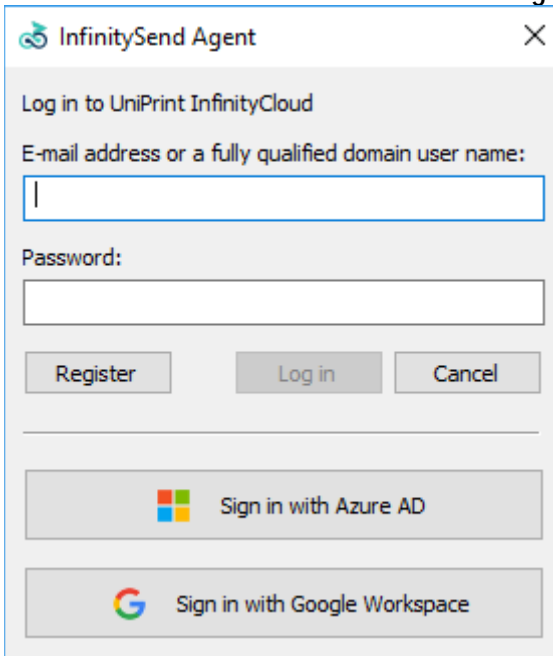 InfinitySend Agent
Log in to UniPrint InfinityCloud
E-mail address or a fully qualified domain user name:
Password:
Register Log in Cancel
Sign in with Azure AD
Sign in with Google Workspace